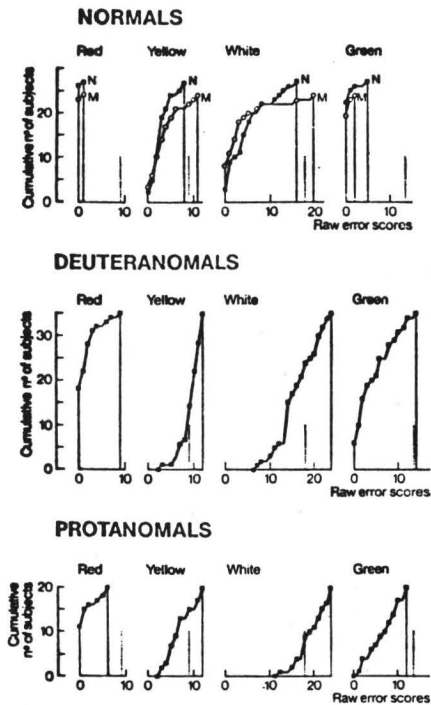 NORMALS
Red Yellow White Green
Cumulative nº of subjects
20
10
0
N
M
N
M
N
M
N
M
0 10 0 10 0 10 20 0 10
Raw error scores
DEUTERANOMALS
Red Yellow White Green
Cumulative nº of subjects
30
20
10
0
0 10 0 10 0 10 20 0 10
Raw error scores
PROTANOMALS
Red Yellow White Green
Cumulative
nº of subjects
20
10
0
0 10 0 10 0 10 20 0 10
Raw error scores